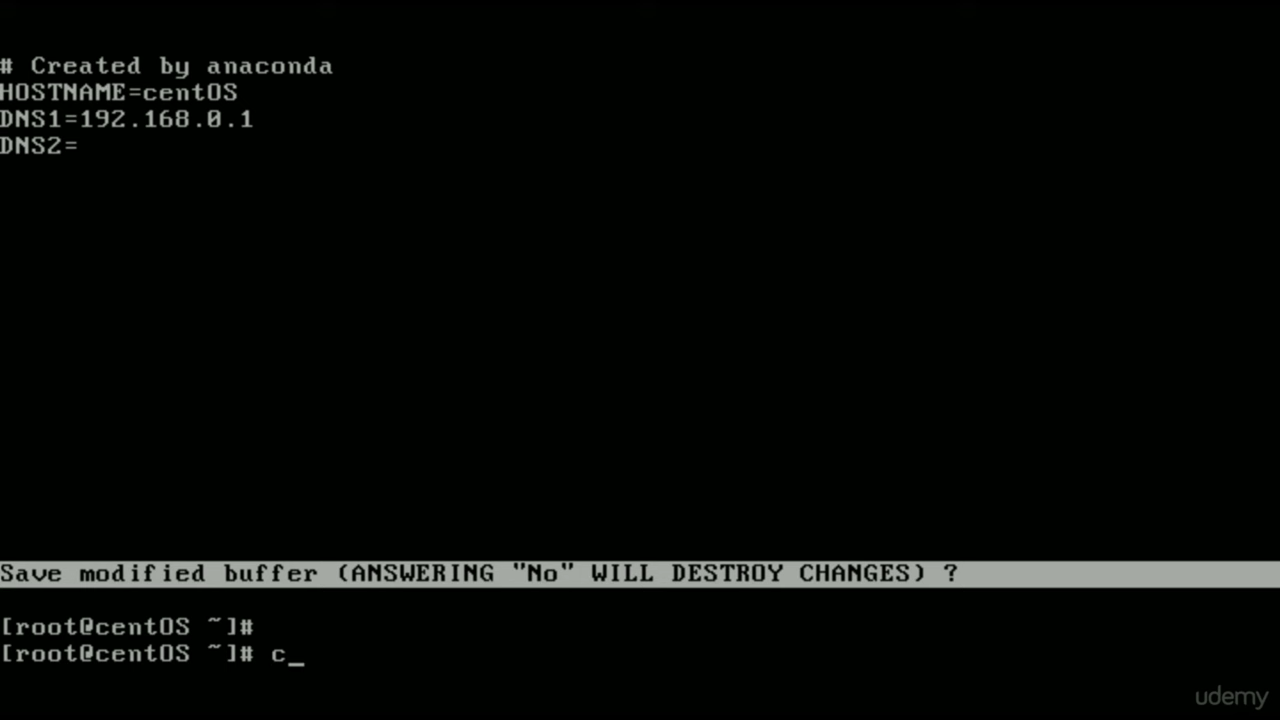 # Created by anaconda
HOSTNAME=centOS
DNS1=192.168.0.1
DNS2=
Save modified buffer (ANSWERING "No" WILL DESTROY CHANGES) ?
[root@centOS ~]#
[root@centOS ~]# c_
udemy